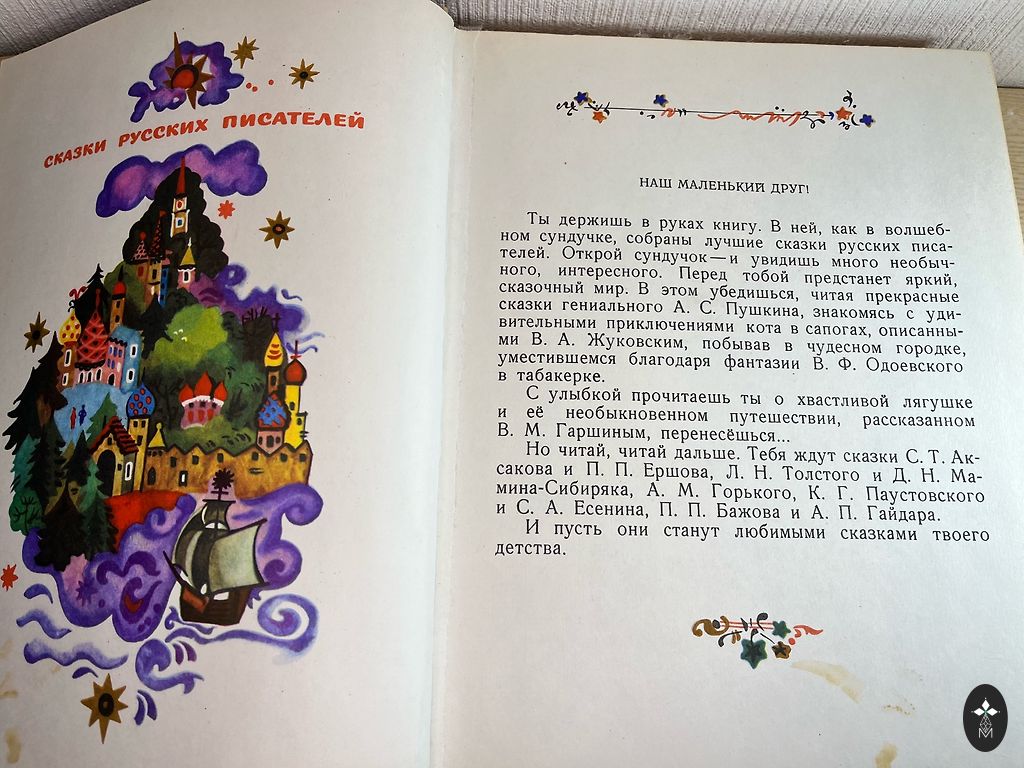 СКАЗКИ РУССКИХ ПИСАТЕЛЕЙ
НАШ МАЛЕНЬКИЙ ДРУГ!
Ты держишь в руках книгу. В ней, как в волшеб-
ном сундучке, собраны лучшие сказки русских писа-
телей. Открой сундучок — и увидишь много необыч-
ного, интересного. Перед тобой предстанет яркий,
сказочный мир. В этом убедишься, читая прекрасные
сказки гениального А. С. Пушкина, знакомясь с уди-
вительными приключениями кота в сапогах, описанны-
ми В. А. Жуковским, побывав в чудесном городке,
уместившемся благодаря фантазии В. Ф. Одоевского
в табакерке.
С улыбкой прочитаешь ты о хвастливой лягушке
и её необыкновенном путешествии, рассказанном
В. М. Гаршиным, перенесёшься...
Но читай, читай дальше. Тебя ждут сказки С. Т. Ак-
сакова и П. П. Ершова, Л. Н. Толстого и Д. Н. Ма-
мина-Сибиряка, А. М. Горького, К. Г. Паустовского
и С. А. Есенина, П. П. Бажова и А. П. Гайдара.
И пусть они станут любимыми сказками твоего
детства.
М